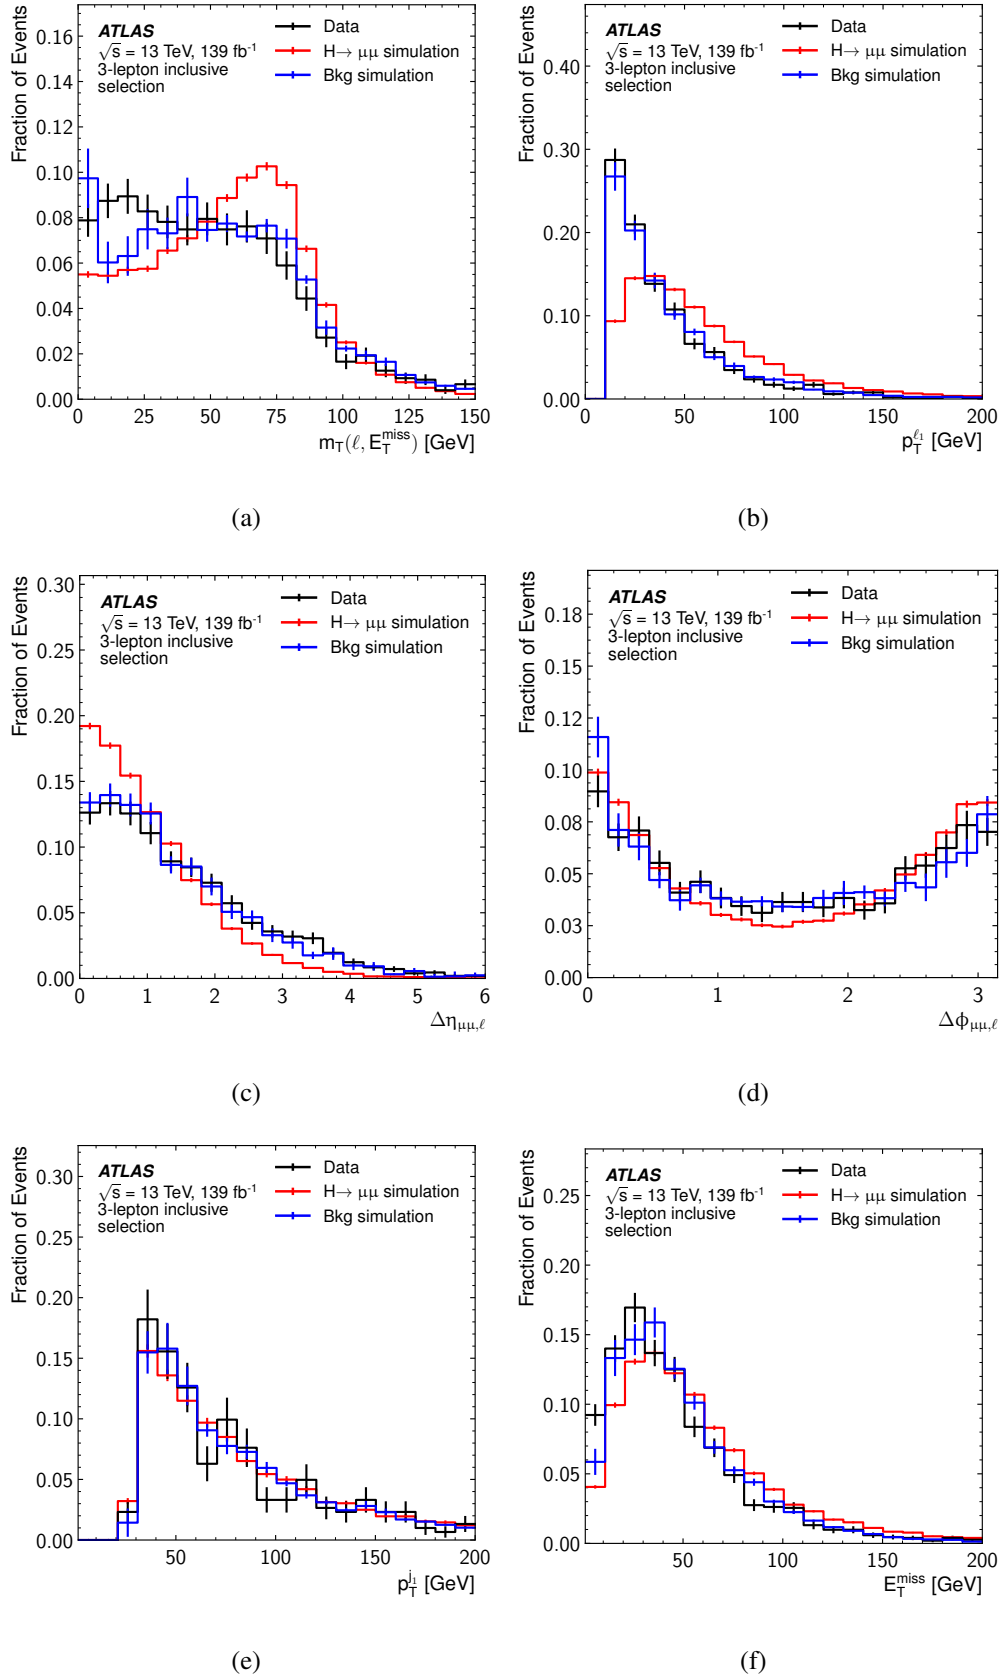 Fraction of Events
ATLAS
√s = 13 TeV, 139 fb⁻¹
3-lepton inclusive
selection
Data
H→ μμ simulation
Bkg simulation
0.16
0.14
0.12
0.10
0.08
0.06
0.04
0.02
0.00
0 25 50 75 100 125 150
m_T(ℓ, E_T^miss) [GeV]
(a)
Fraction of Events
ATLAS
√s = 13 TeV, 139 fb⁻¹
3-lepton inclusive
selection
Data
H→ μμ simulation
Bkg simulation
0.40
0.30
0.20
0.10
0.00
0 50 100 150 200
p_T^ℓ₁ [GeV]
(b)
Fraction of Events
ATLAS
√s = 13 TeV, 139 fb⁻¹
3-lepton inclusive
selection
Data
H→ μμ simulation
Bkg simulation
0.30
0.25
0.20
0.15
0.10
0.05
0.00
0 1 2 3 4 5 6
Δη_μμ,ℓ
(c)
Fraction of Events
ATLAS
√s = 13 TeV, 139 fb⁻¹
3-lepton inclusive
selection
Data
H→ μμ simulation
Bkg simulation
0.18
0.15
0.12
0.10
0.08
0.05
0.03
0.00
0 1 2 3
Δϕ_μμ,ℓ
(d)
Fraction of Events
ATLAS
√s = 13 TeV, 139 fb⁻¹
3-lepton inclusive
selection
Data
H→ μμ simulation
Bkg simulation
0.30
0.25
0.20
0.15
0.10
0.05
0.00
50 100 150 200
p_T^j₁ [GeV]
(e)
Fraction of Events
ATLAS
√s = 13 TeV, 139 fb⁻¹
3-lepton inclusive
selection
Data
H→ μμ simulation
Bkg simulation
0.25
0.20
0.15
0.10
0.05
0.00
50 100 150 200
E_T^miss [GeV]
(f)